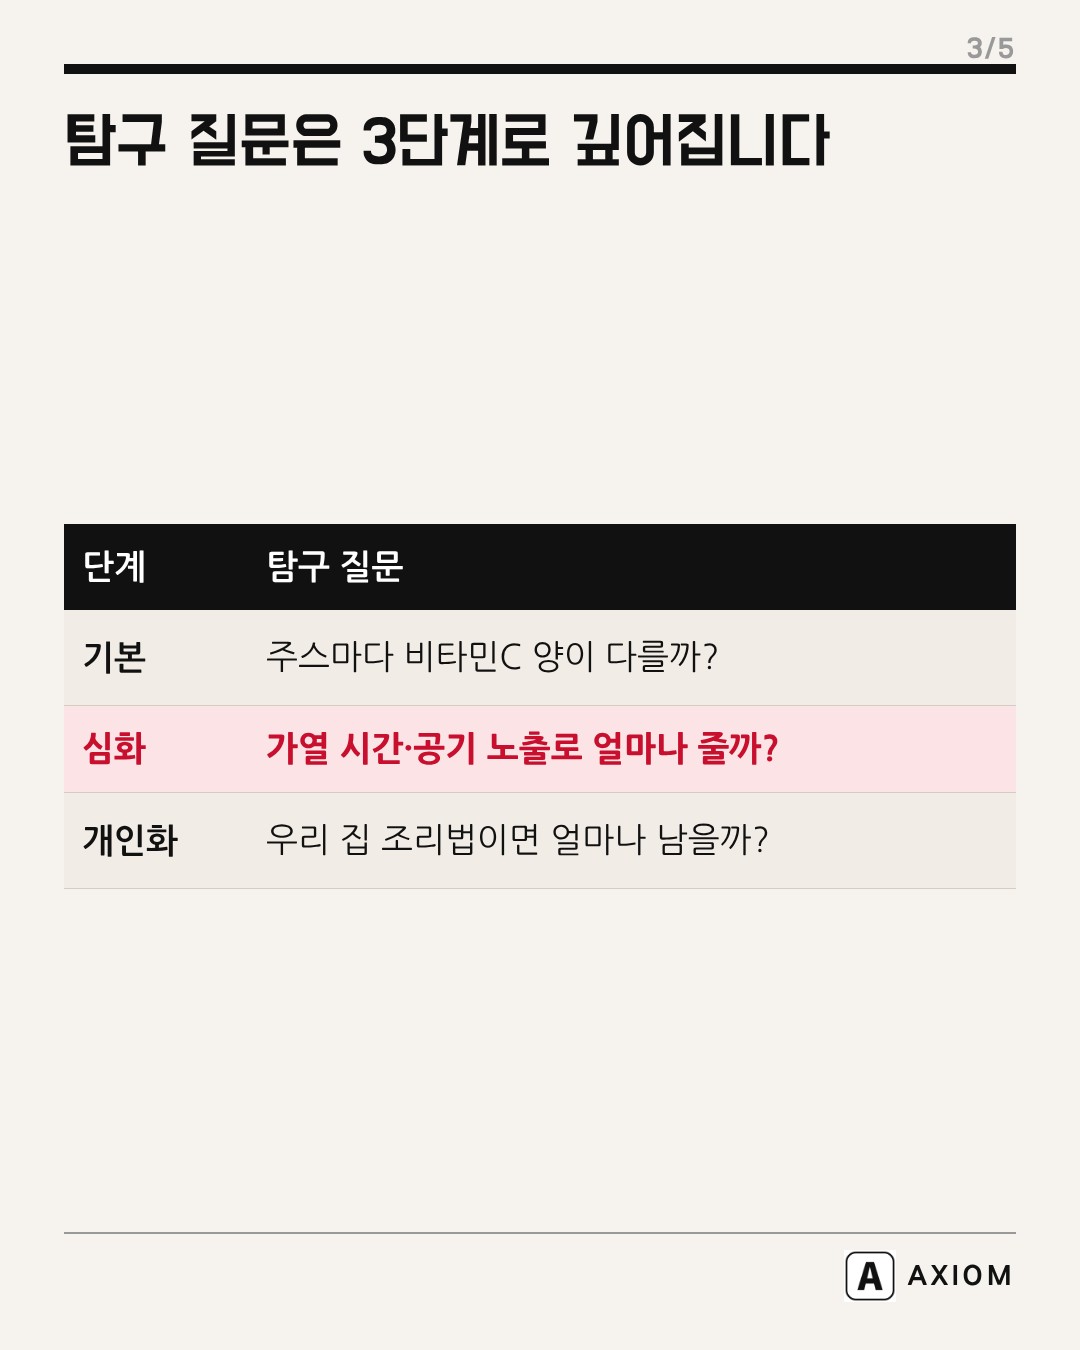 3/5
탐구 질문은 3단계로 깊어집니다
단계 탐구 질문
기본 주스마다 비타민C 양이 다를까?
심화 가열 시간·공기 노출로 얼마나 줄까?
개인화 우리 집 조리법이면 얼마나 남을까?
A AXIOM